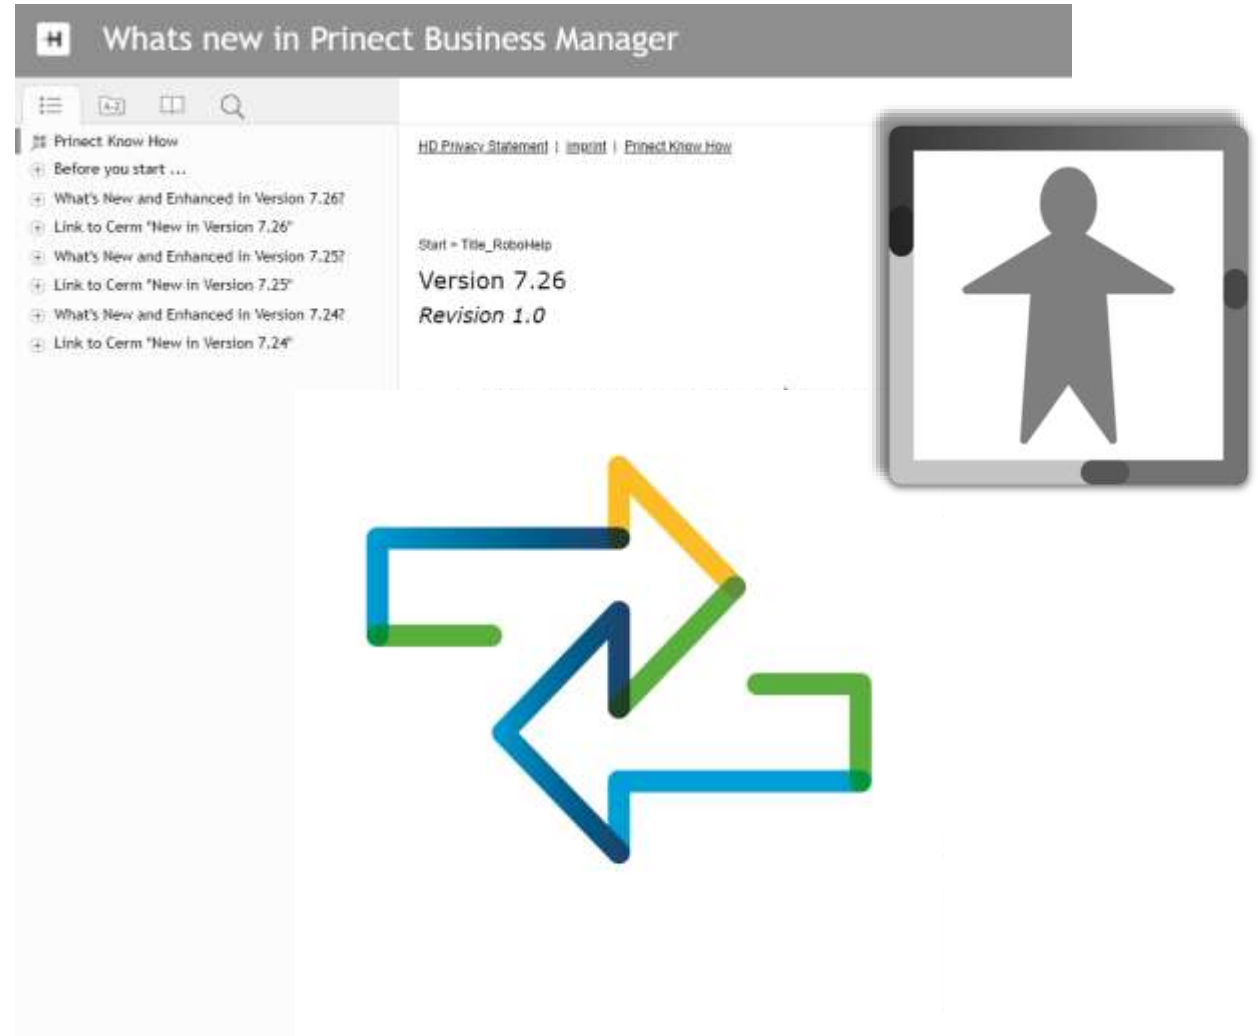 Whats new in Prinect Business Manager
A-Z
Prinect Know How
Before you start ...
What's New and Enhanced in Version 7.26?
Link to Cerm "New in Version 7.26"
What's New and Enhanced in Version 7.25?
Link to Cerm "New in Version 7.25"
What's New and Enhanced in Version 7.24?
Link to Cerm "New in Version 7.24"
HD Privacy Statement | Imprint | Prinect Know How
Start = Title_RoboHelp
Version 7.26
Revision 1.0